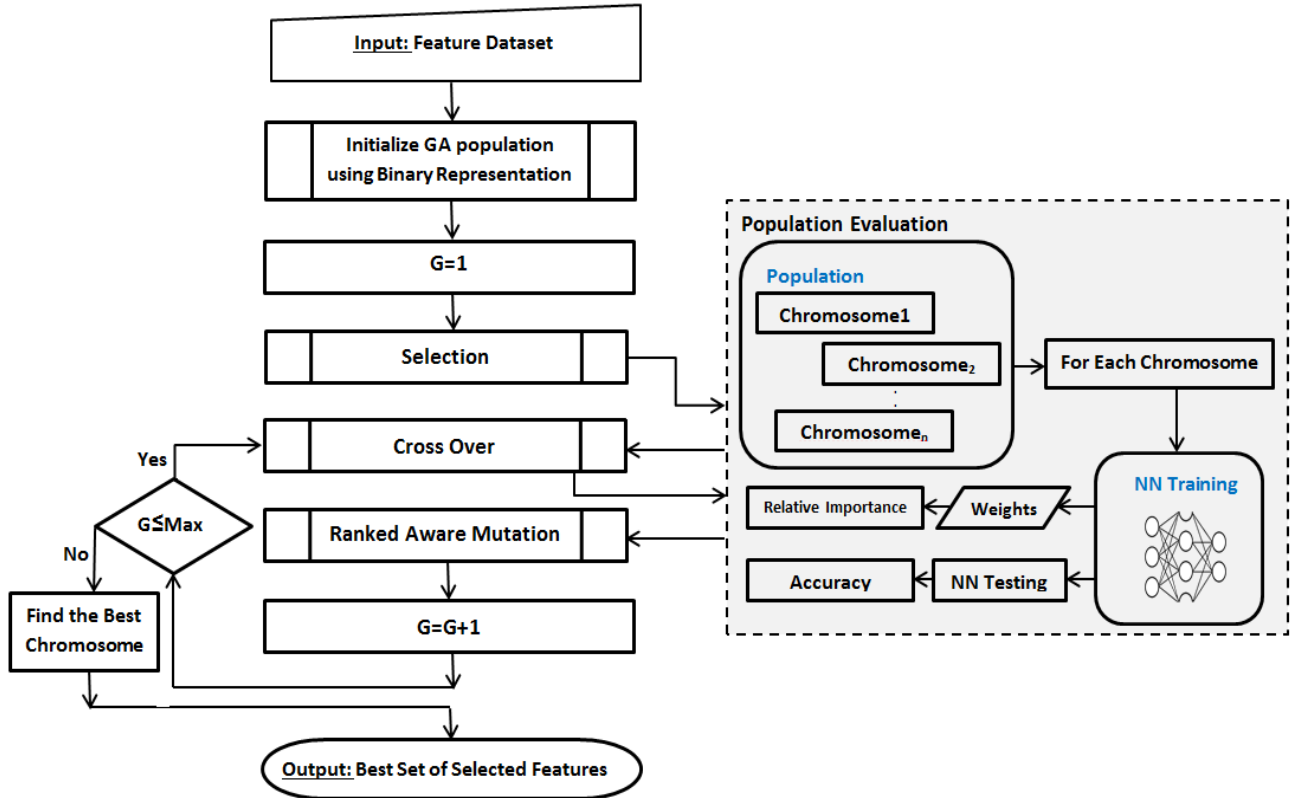 Input: Feature Dataset
Initialize GA population
using Binary Representation
G=1
Selection
Cross Over
Ranked Aware Mutation
G=G+1
Yes
G≤Max
No
Find the Best
Chromosome
Output: Best Set of Selected Features
Population Evaluation
Population
Chromosome1
Chromosome₂
Chromosomeₙ
For Each Chromosome
NN Training
Weights
Relative Importance
NN Testing
Accuracy